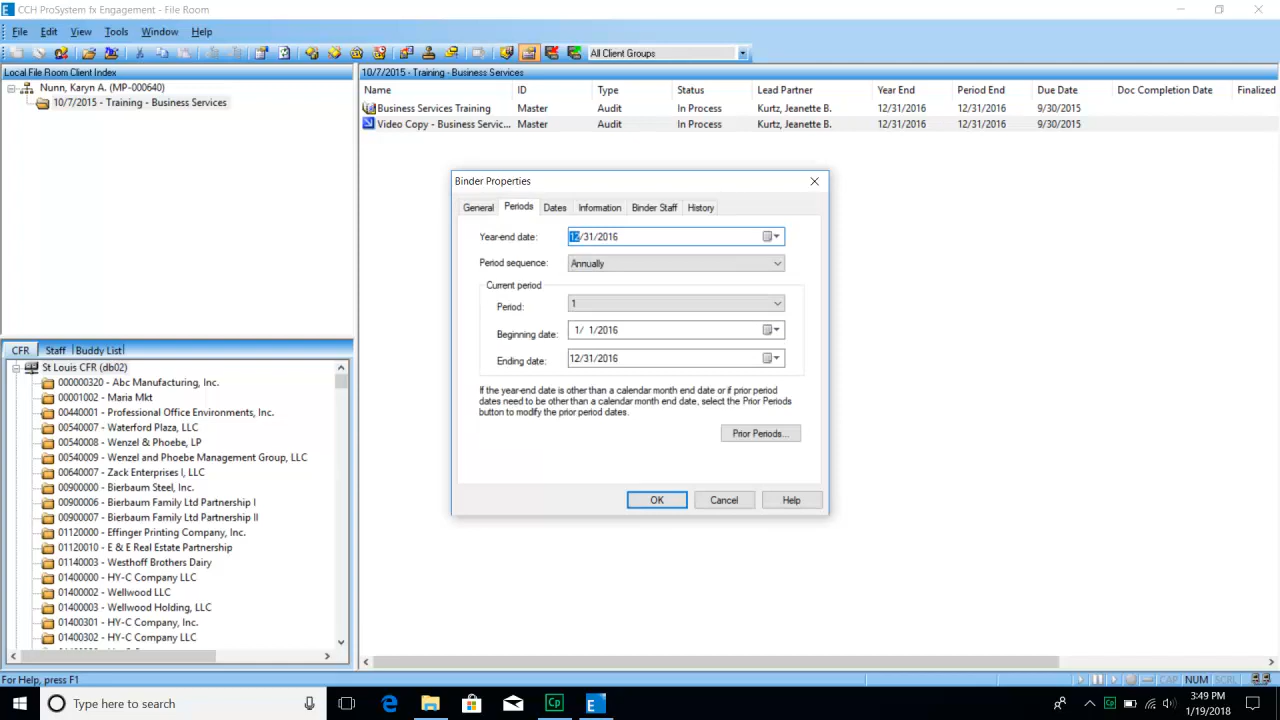 CCH ProSystem fx Engagement - File Room
File Edit View Tools Window Help
All Client Groups
Local File Room Client Index
Nunn, Karyn A. (MP-000640)
10/7/2015 - Training - Business Services
10/7/2015 - Training - Business Services
Name ID Type Status Lead Partner Year End Period End Due Date Doc Completion Date Finalized
Business Services Training Master Audit In Process Kurtz, Jeanette B. 12/31/2016 12/31/2016 9/30/2015
Video Copy - Business Servic... Master Audit In Process Kurtz, Jeanette B. 12/31/2016 12/31/2016 9/30/2015
Binder Properties
General Periods Dates Information Binder Staff History
Year-end date: 12/31/2016
Period sequence: Annually
Current period
Period: 1
Beginning date: 1/ 1/2016
Ending date: 12/31/2016
If the year-end date is other than a calendar month end date or if prior period
dates need to be other than a calendar month end date, select the Prior Periods
button to modify the prior period dates.
Prior Periods...
OK Cancel Help
CFR Staff Buddy List
St Louis CFR (db02)
000000320 - Abc Manufacturing, Inc.
00001002 - Maria Mkt
00440001 - Professional Office Environments, Inc.
00540007 - Waterford Plaza, LLC
00540008 - Wenzel & Phoebe, LP
00540009 - Wenzel and Phoebe Management Group, LLC
00640007 - Zack Enterprises I, LLC
00900000 - Bierbaum Steel, Inc.
00900006 - Bierbaum Family Ltd Partnership I
00900007 - Bierbaum Family Ltd Partnership II
01120000 - Effinger Printing Company, Inc.
01120010 - E & E Real Estate Partnership
01140003 - Westhoff Brothers Dairy
01400000 - HY-C Company LLC
01400002 - Wellwood LLC
01400003 - Wellwood Holding, LLC
01400301 - HY-C Company, Inc.
01400302 - HY-C Company LLC
For Help, press F1
CAP NUM SCRL
Type here to search
3:49 PM
1/19/2018